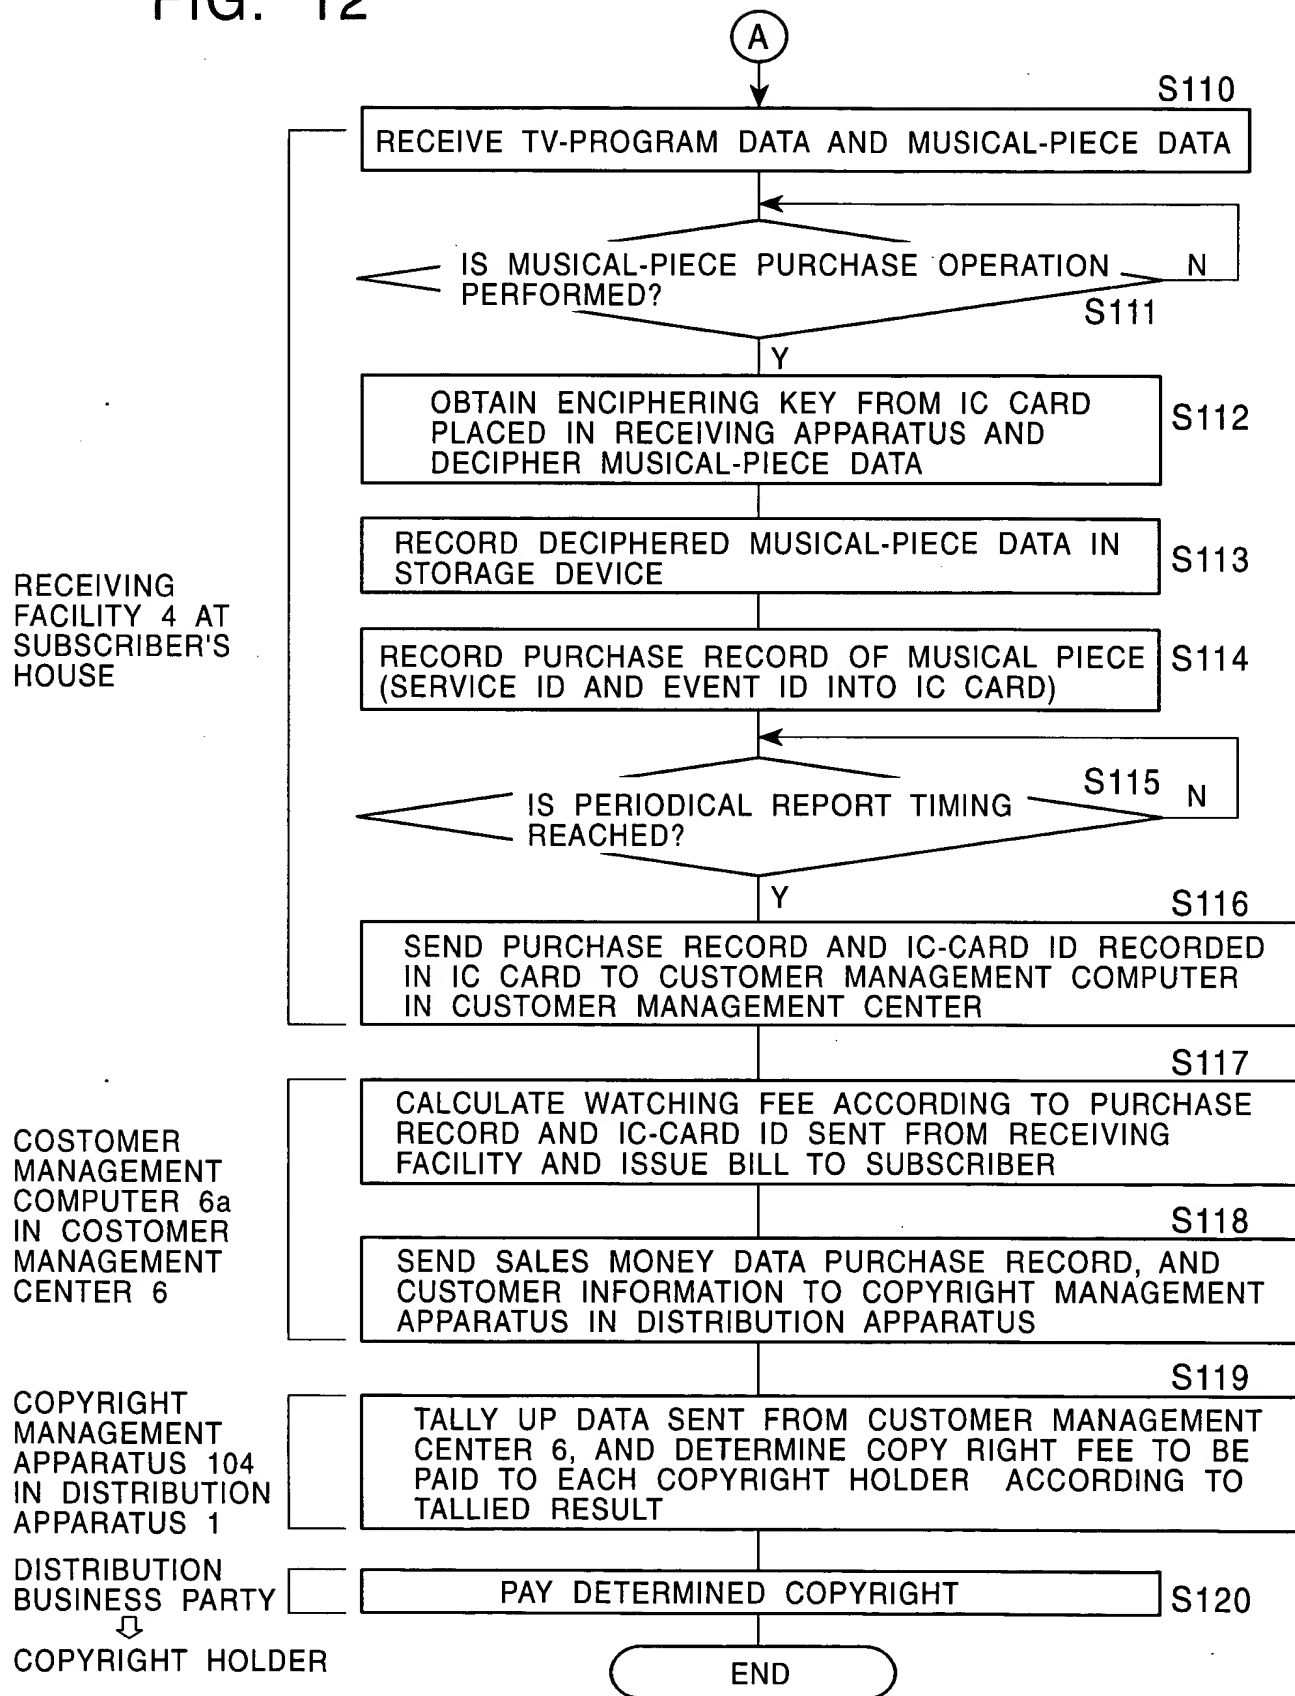 FIG. 12
A
S110
RECEIVE TV-PROGRAM DATA AND MUSICAL-PIECE DATA
IS MUSICAL-PIECE PURCHASE OPERATION
PERFORMED?
N
S111
Y
OBTAIN ENCIPHERING KEY FROM IC CARD
PLACED IN RECEIVING APPARATUS AND
DECIPHER MUSICAL-PIECE DATA
S112
RECORD DECIPHERED MUSICAL-PIECE DATA IN
STORAGE DEVICE
S113
RECEIVING
FACILITY 4 AT
SUBSCRIBER'S
HOUSE
RECORD PURCHASE RECORD OF MUSICAL PIECE
(SERVICE ID AND EVENT ID INTO IC CARD)
S114
S115
N
IS PERIODICAL REPORT TIMING
REACHED?
Y
S116
SEND PURCHASE RECORD AND IC-CARD ID RECORDED
IN IC CARD TO CUSTOMER MANAGEMENT COMPUTER
IN CUSTOMER MANAGEMENT CENTER
S117
CALCULATE WATCHING FEE ACCORDING TO PURCHASE
RECORD AND IC-CARD ID SENT FROM RECEIVING
FACILITY AND ISSUE BILL TO SUBSCRIBER
COSTOMER
MANAGEMENT
COMPUTER 6a
IN COSTOMER
MANAGEMENT
CENTER 6
S118
SEND SALES MONEY DATA PURCHASE RECORD, AND
CUSTOMER INFORMATION TO COPYRIGHT MANAGEMENT
APPARATUS IN DISTRIBUTION APPARATUS
S119
COPYRIGHT
MANAGEMENT
APPARATUS 104
IN DISTRIBUTION
APPARATUS 1
TALLY UP DATA SENT FROM CUSTOMER MANAGEMENT
CENTER 6, AND DETERMINE COPY RIGHT FEE TO BE
PAID TO EACH COPYRIGHT HOLDER ACCORDING TO
TALLIED RESULT
DISTRIBUTION
BUSINESS PARTY
PAY DETERMINED COPYRIGHT
S120
COPYRIGHT HOLDER
END